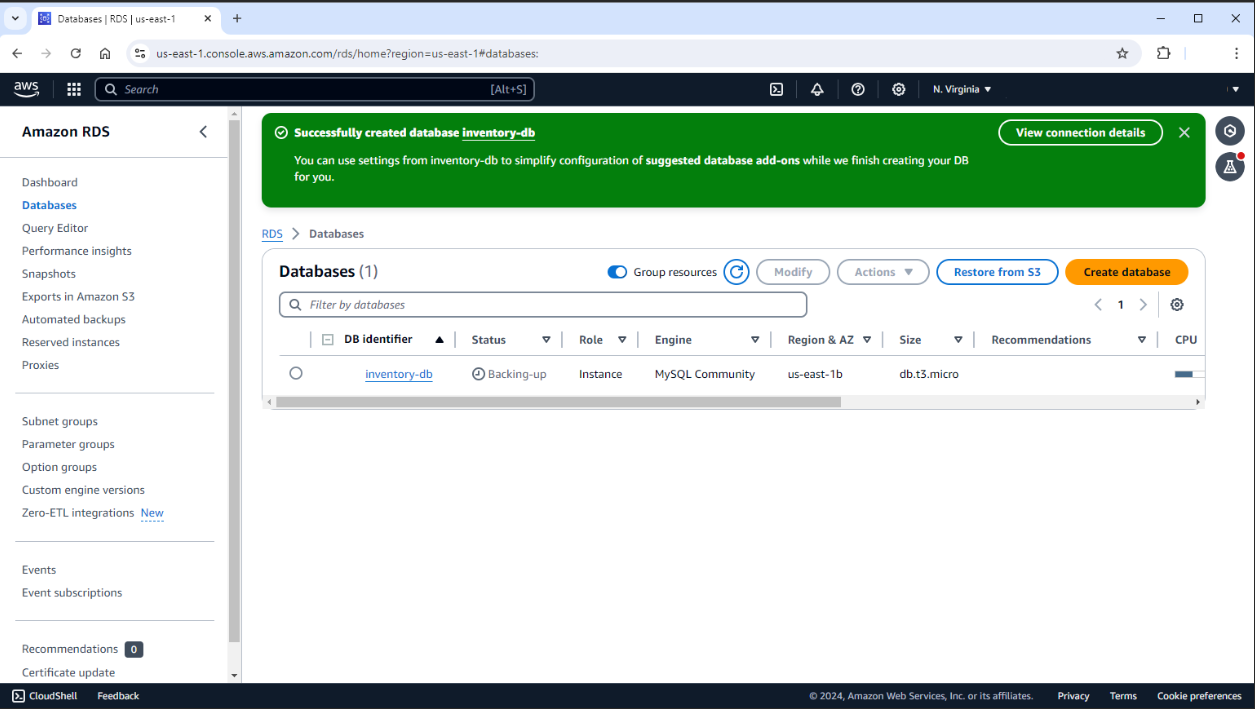 Databases | RDS | us-east-1
us-east-1.console.aws.amazon.com/rds/home?region=us-east-1#databases:
aws
Search
[Alt+S]
N. Virginia
Amazon RDS
Dashboard
Databases
Query Editor
Performance insights
Snapshots
Exports in Amazon S3
Automated backups
Reserved instances
Proxies
Subnet groups
Parameter groups
Option groups
Custom engine versions
Zero-ETL integrations New
Events
Event subscriptions
Recommendations 0
Certificate update
Successfully created database inventory-db
View connection details
You can use settings from inventory-db to simplify configuration of suggested database add-ons while we finish creating your DB
for you.
RDS Databases
Databases (1)
Group resources
Modify
Actions
Restore from S3
Create database
Filter by databases
1
DB identifier Status Role Engine Region & AZ Size Recommendations CPU
inventory-db Backing-up Instance MySQL Community us-east-1b db.t3.micro
CloudShell Feedback
© 2024, Amazon Web Services, Inc. or its affiliates. Privacy Terms Cookie preferences